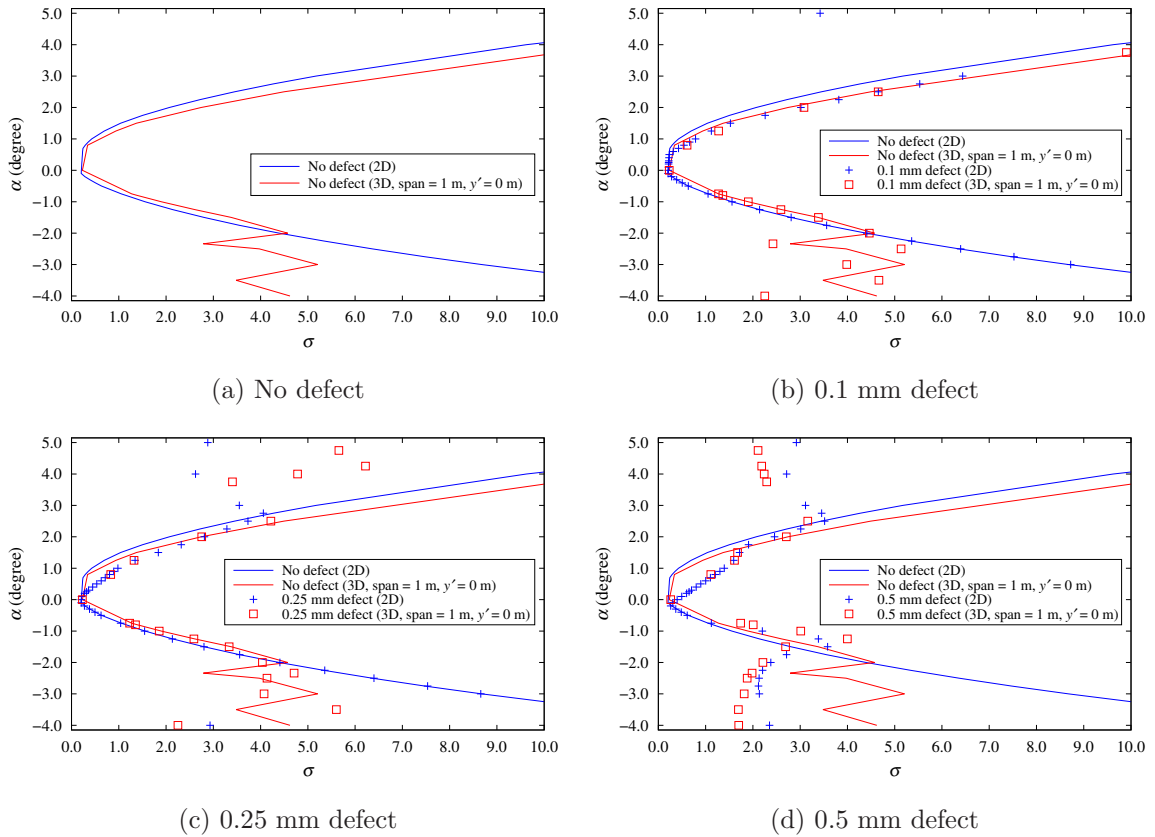 5.0
4.0
3.0
2.0
1.0
0.0
−1.0
−2.0
−3.0
−4.0
α (degree)
No defect (2D)
No defect (3D, span = 1 m, y′ = 0 m)
0.0 1.0 2.0 3.0 4.0 5.0 6.0 7.0 8.0 9.0 10.0
σ
(a) No defect
5.0
4.0
3.0
2.0
1.0
0.0
−1.0
−2.0
−3.0
−4.0
α (degree)
No defect (2D)
No defect (3D, span = 1 m, y′ = 0 m)
0.1 mm defect (2D)
0.1 mm defect (3D, span = 1 m, y′ = 0 m)
0.0 1.0 2.0 3.0 4.0 5.0 6.0 7.0 8.0 9.0 10.0
σ
(b) 0.1 mm defect
5.0
4.0
3.0
2.0
1.0
0.0
−1.0
−2.0
−3.0
−4.0
α (degree)
No defect (2D)
No defect (3D, span = 1 m, y′ = 0 m)
0.25 mm defect (2D)
0.25 mm defect (3D, span = 1 m, y′ = 0 m)
0.0 1.0 2.0 3.0 4.0 5.0 6.0 7.0 8.0 9.0 10.0
σ
(c) 0.25 mm defect
5.0
4.0
3.0
2.0
1.0
0.0
−1.0
−2.0
−3.0
−4.0
α (degree)
No defect (2D)
No defect (3D, span = 1 m, y′ = 0 m)
0.5 mm defect (2D)
0.5 mm defect (3D, span = 1 m, y′ = 0 m)
0.0 1.0 2.0 3.0 4.0 5.0 6.0 7.0 8.0 9.0 10.0
σ
(d) 0.5 mm defect